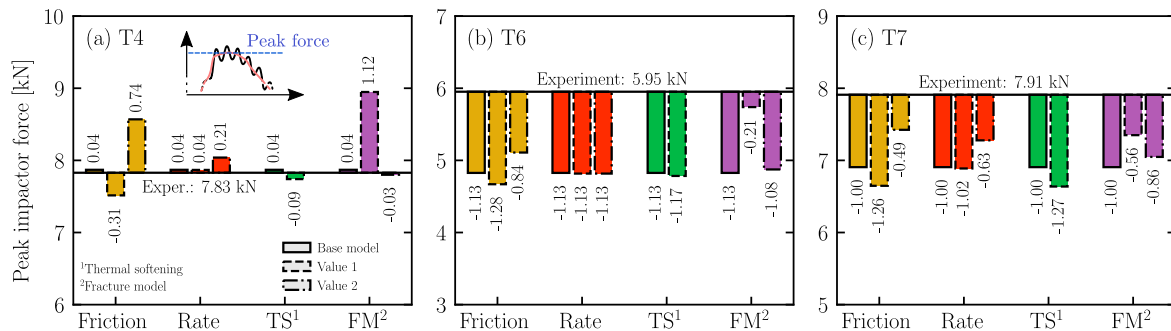 Peak impactor force [kN]
10
9
8
7
6
(a) T4
Peak force
0.04
-0.31
0.74
0.04
0.04
0.21
0.04
-0.09
0.04
1.12
-0.03
Exper.: 7.83 kN
¹Thermal softening
²Fracture model
Base model
Value 1
Value 2
Friction
Rate
TS¹
FM²
7
6
5
4
3
(b) T6
Experiment: 5.95 kN
-1.13
-1.28
-0.84
-1.13
-1.13
-1.13
-1.13
-1.17
-1.13
-0.21
-1.08
Friction
Rate
TS¹
FM²
9
8
7
6
5
(c) T7
Experiment: 7.91 kN
-1.00
-1.26
-0.49
-1.00
-1.02
-0.63
-1.00
-1.27
-1.00
-0.56
-0.86
Friction
Rate
TS¹
FM²